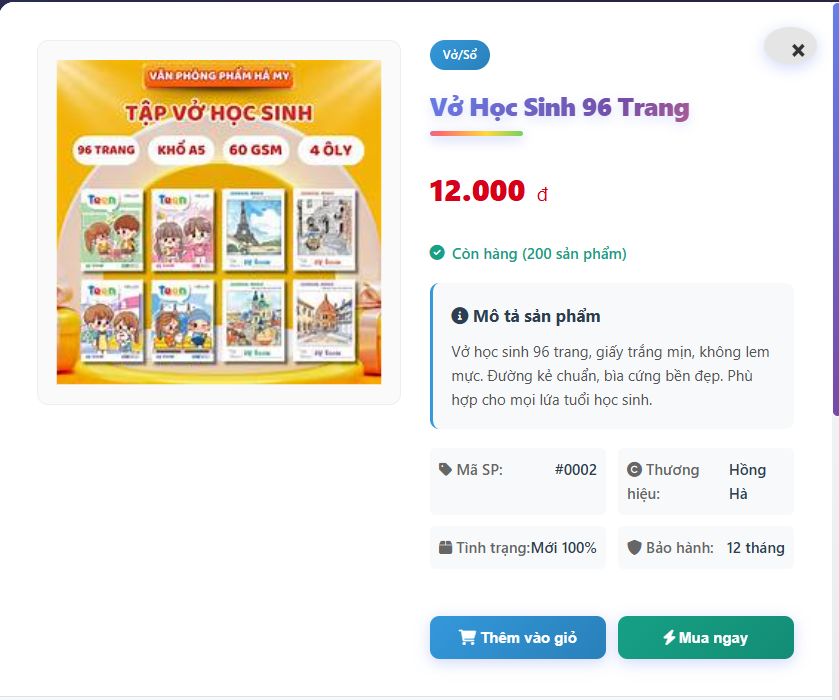 VĂN PHÒNG PHẨM HÀ MY
TẬP VỞ HỌC SINH
96 TRANG
KHỔ A5
60 GSM
4 ÔLY
Teen
Teen
Teen
Teen
Vở/Sổ
Vở Học Sinh 96 Trang
12.000 đ
Còn hàng (200 sản phẩm)
Mô tả sản phẩm
Vở học sinh 96 trang, giấy trắng mịn, không lem
mực. Đường kẻ chuẩn, bìa cứng bền đẹp. Phù
hợp cho mọi lứa tuổi học sinh.
Mã SP: #0002
Thương hiệu: Hồng Hà
Tình trạng: Mới 100%
Bảo hành: 12 tháng
Thêm vào giỏ
Mua ngay